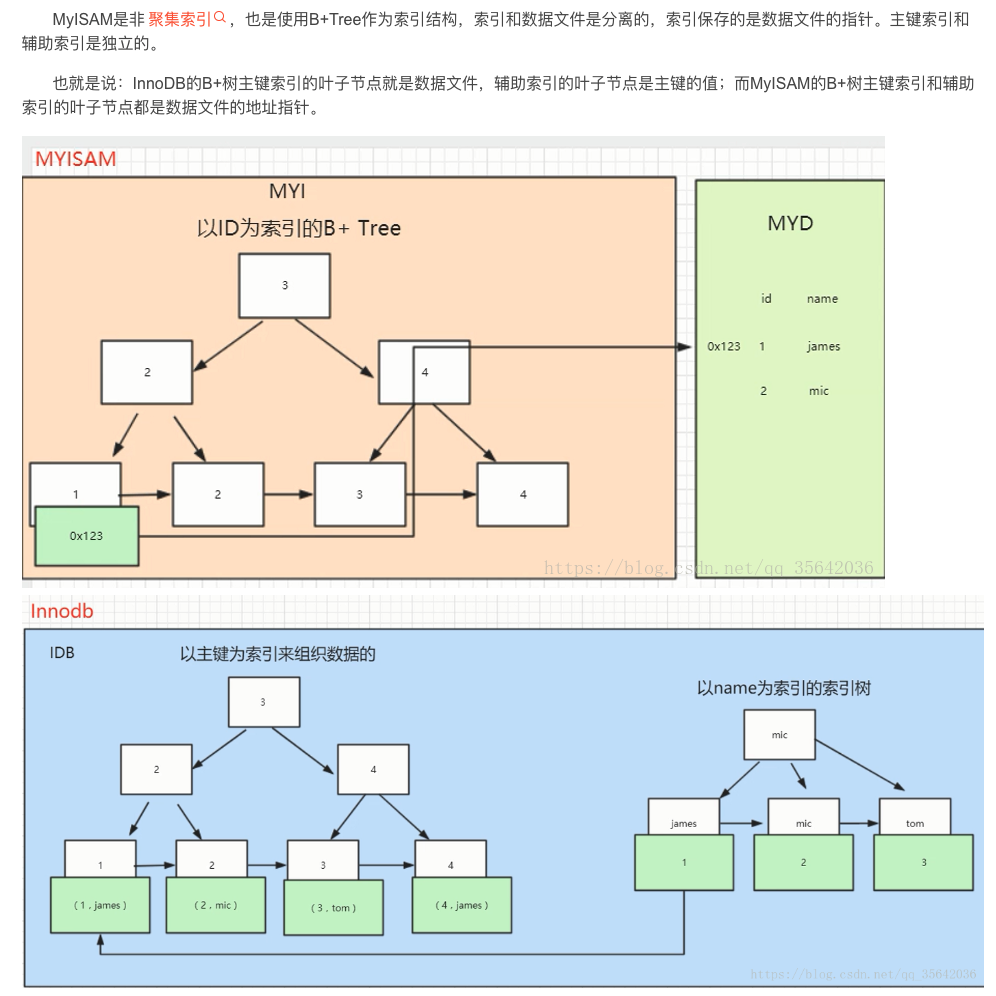 MyISAM是非 聚集索引 ，也是使用B+Tree作为索引结构，索引和数据文件是分离的，索引保存的是数据文件的指针。主键索引和
辅助索引是独立的。
也就是说：InnoDB的B+树主键索引的叶子节点就是数据文件，辅助索引的叶子节点是主键的值；而MyISAM的B+树主键索引和辅助
索引的叶子节点都是数据文件的地址指针。
MYISAM
MYI
以ID为索引的B+ Tree
3
2
4
1
2
3
4
0x123
MYD
id name
0x123 1 james
2 mic
https://blog.csdn.net/qq_35642036
Innodb
IDB
以主键为索引来组织数据的
3
2
4
1
2
3
4
（1，james）
（2，mic）
（3，tom）
（4，james）
以name为索引的索引树
mic
james
mic
tom
1
2
3
https://blog.csdn.net/qq_35642036